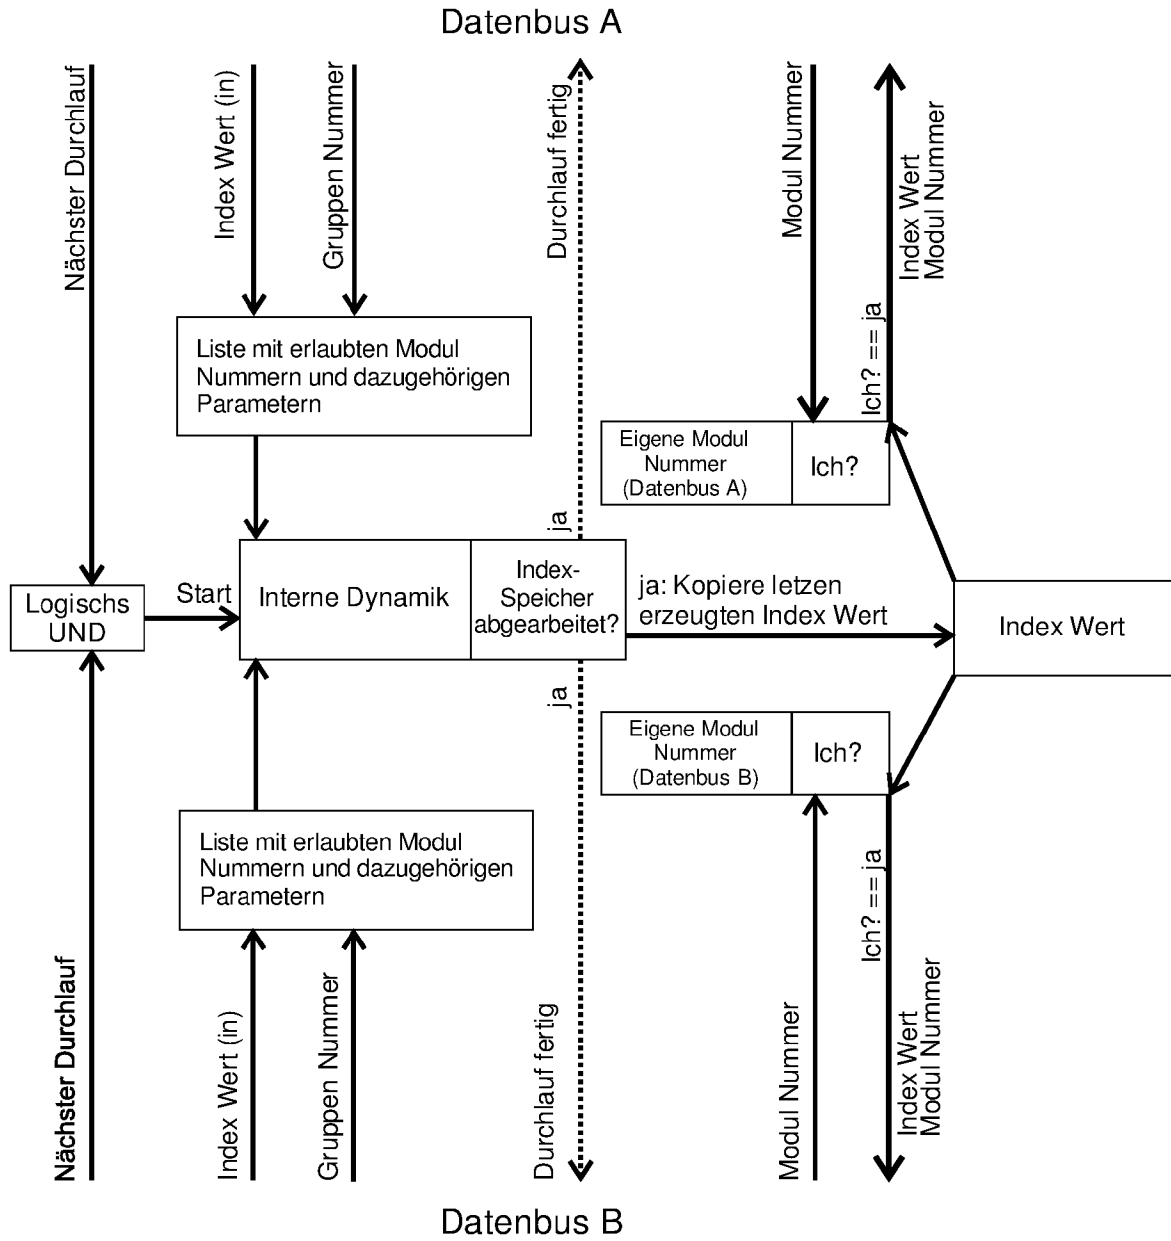 Datenbus A
Nächster Durchlauf
Index Wert (in)
Gruppen Nummer
Durchlauf fertig
Modul Nummer
Index Wert
Modul Nummer
Liste mit erlaubten Modul
Nummern und dazugehörigen
Parametern
Ich? == ja
Eigene Modul
Nummer
(Datenbus A)
Ich?
ja
Logischs
UND
Start
Interne Dynamik
Index-
Speicher
abgearbeitet?
ja: Kopiere letzen
erzeugten Index Wert
Index Wert
ja
Eigene Modul
Nummer
(Datenbus B)
Ich?
Liste mit erlaubten Modul
Nummern und dazugehörigen
Parametern
Ich? == ja
Nächster Durchlauf
Index Wert (in)
Gruppen Nummer
Durchlauf fertig
Modul Nummer
Index Wert
Modul Nummer
Datenbus B